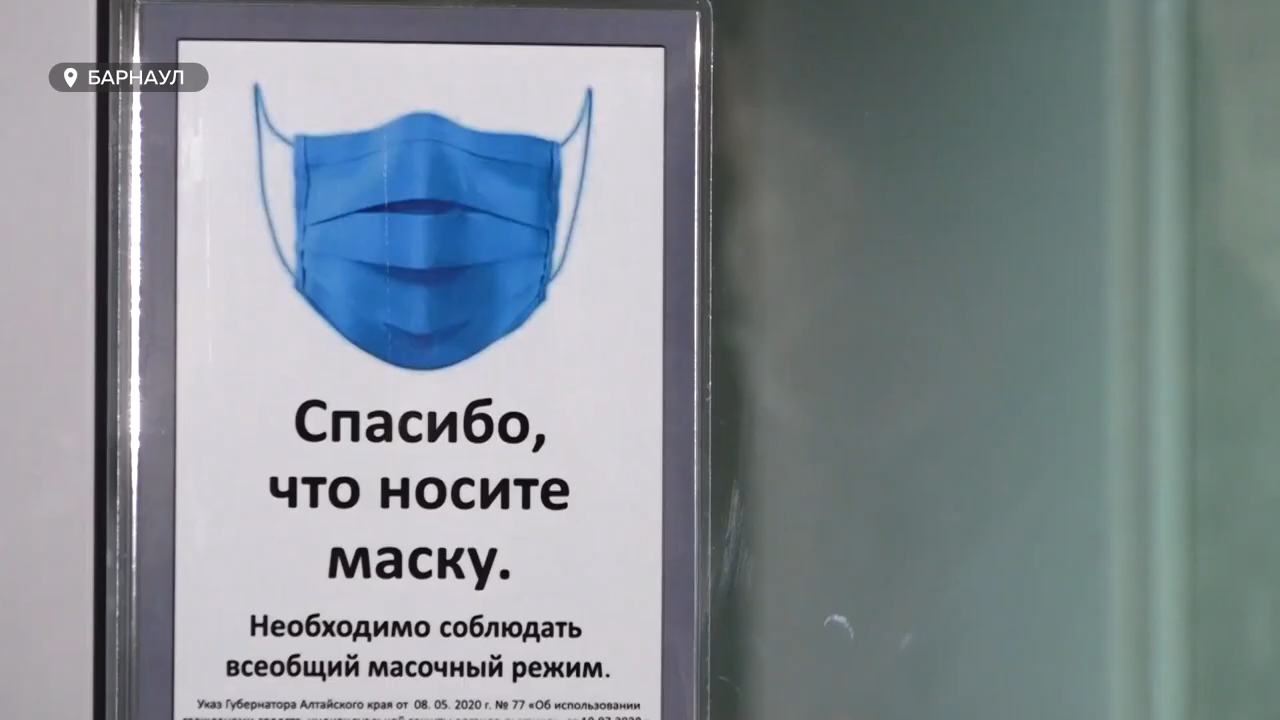 БАРНАУЛ
Спасибо,
что носите
маску.
Необходимо соблюдать
всеобщий масочный режим.
Указ Губернатора Алтайского края от 08. 05. 2020 г. № 77 «Об использовании